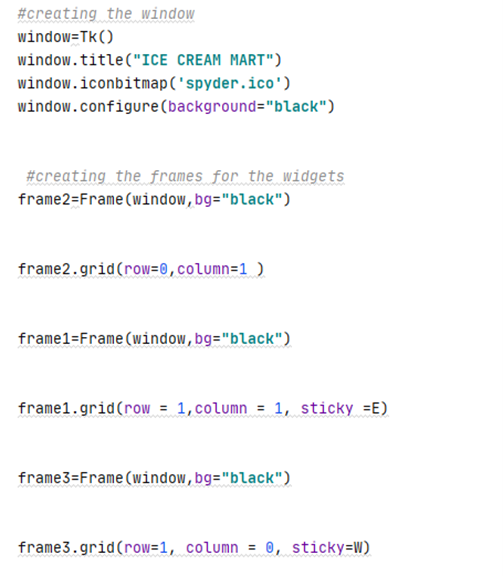 #creating the window
window=Tk()
window.title("ICE CREAM MART")
window.iconbitmap('spyder.ico')
window.configure(background="black")
#creating the frames for the widgets
frame2=Frame(window,bg="black")
frame2.grid(row=0,column=1 )
frame1=Frame(window,bg="black")
frame1.grid(row = 1,column = 1, sticky =E)
frame3=Frame(window,bg="black")
frame3.grid(row=1, column = 0, sticky=W)